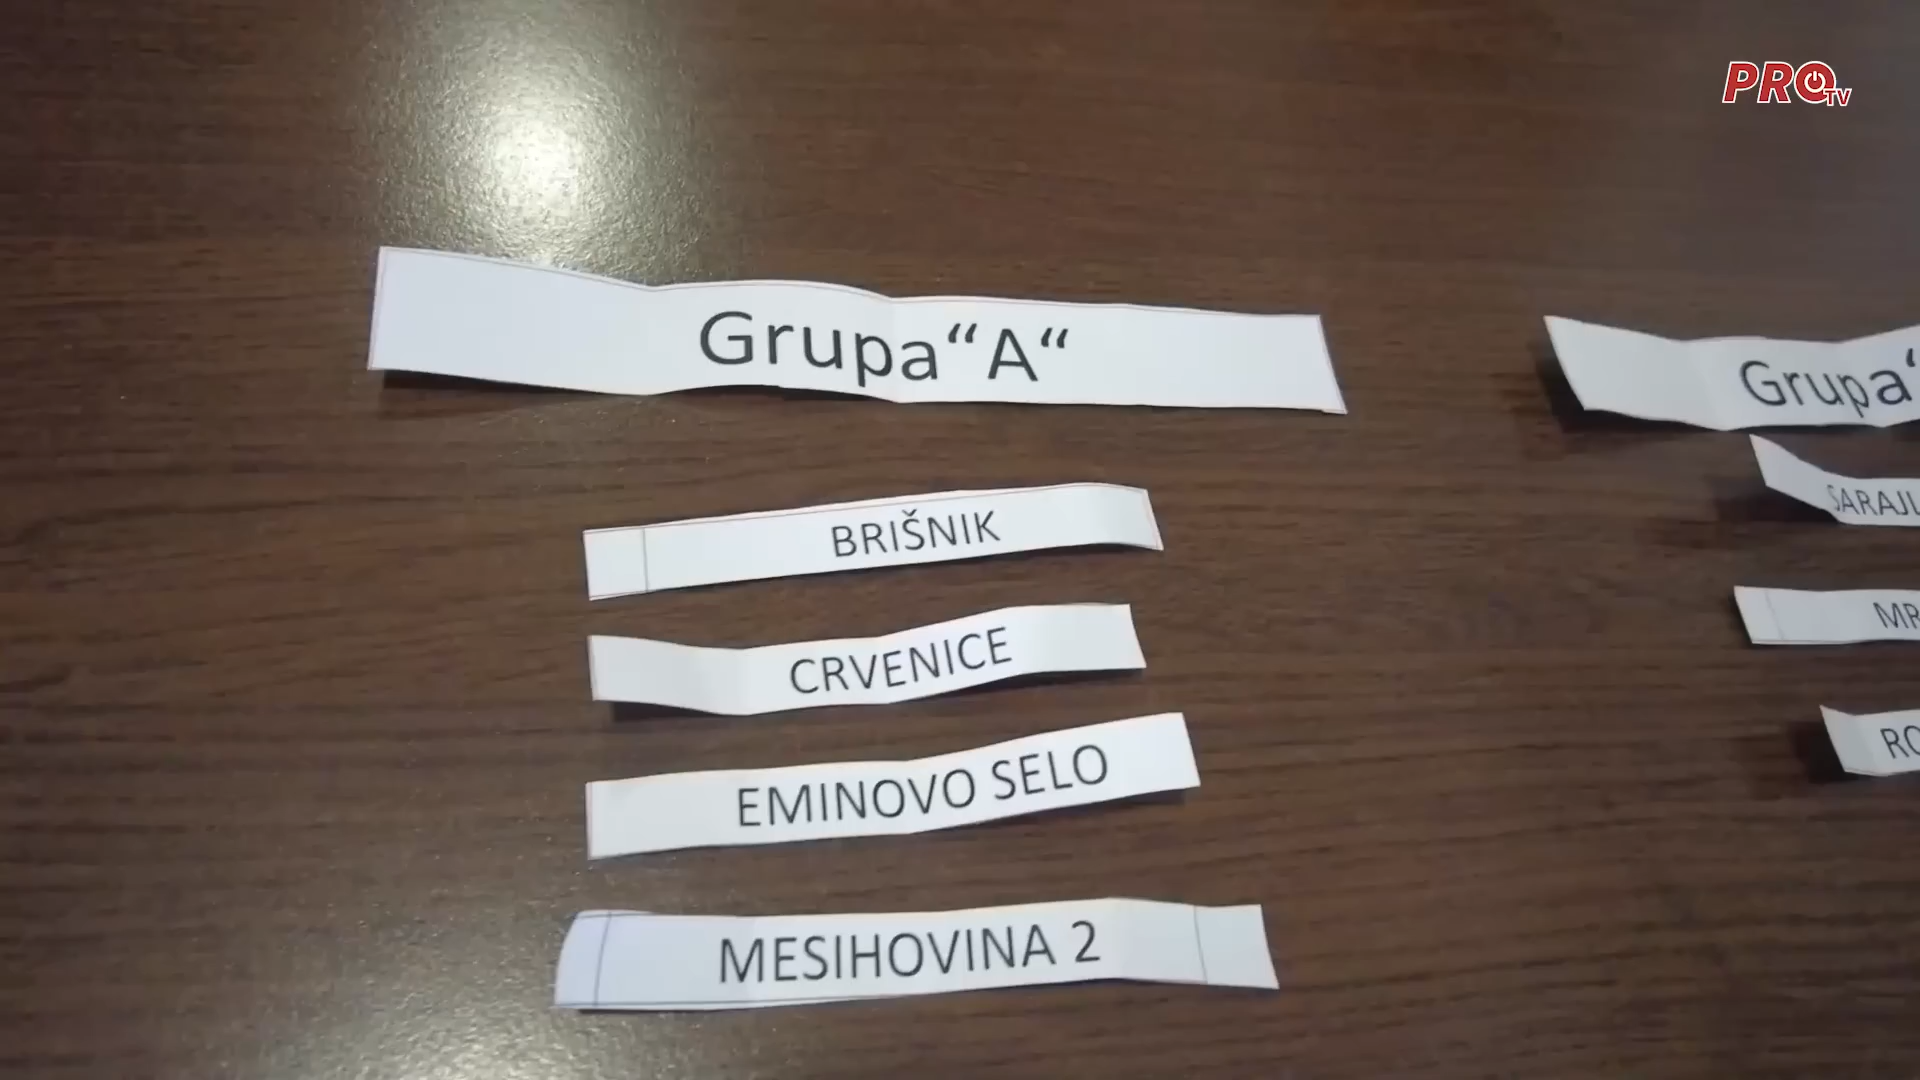 PRO TV
Grupa“A“
BRIŠNIK
CRVENICE
EMINOVO SELO
MESIHOVINA 2
Grupa“